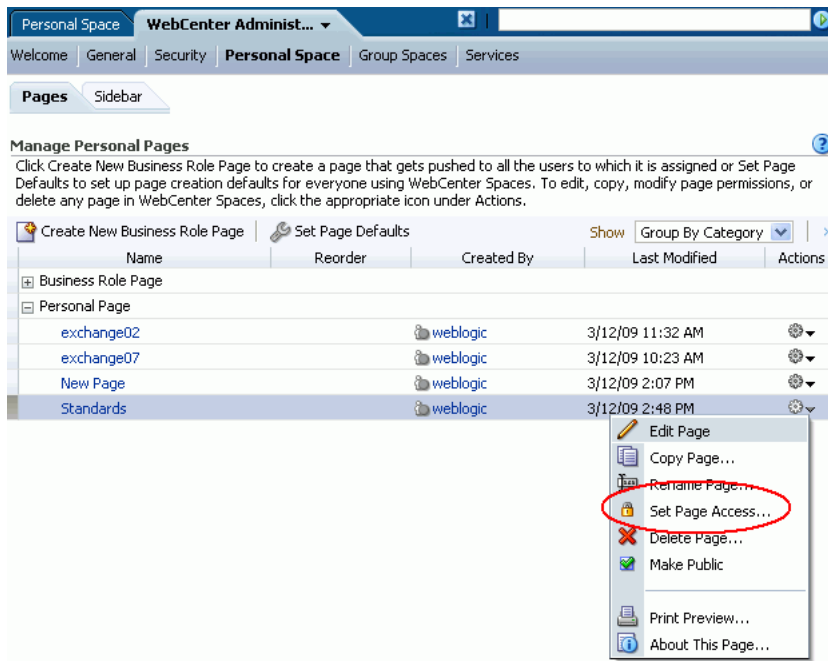 Personal Space WebCenter Administ...
Welcome General Security Personal Space Group Spaces Services
Pages Sidebar
Manage Personal Pages
Click Create New Business Role Page to create a page that gets pushed to all the users to which it is assigned or Set Page
Defaults to set up page creation defaults for everyone using WebCenter Spaces. To edit, copy, modify page permissions, or
delete any page in WebCenter Spaces, click the appropriate icon under Actions.
Create New Business Role Page Set Page Defaults Show Group By Category
Name Reorder Created By Last Modified Actions
Business Role Page
Personal Page
exchange02 weblogic 3/12/09 11:32 AM
exchange07 weblogic 3/12/09 10:23 AM
New Page weblogic 3/12/09 2:07 PM
Standards weblogic 3/12/09 2:48 PM
Edit Page
Copy Page...
Rename Page...
Set Page Access...
Delete Page...
Make Public
Print Preview...
About This Page...